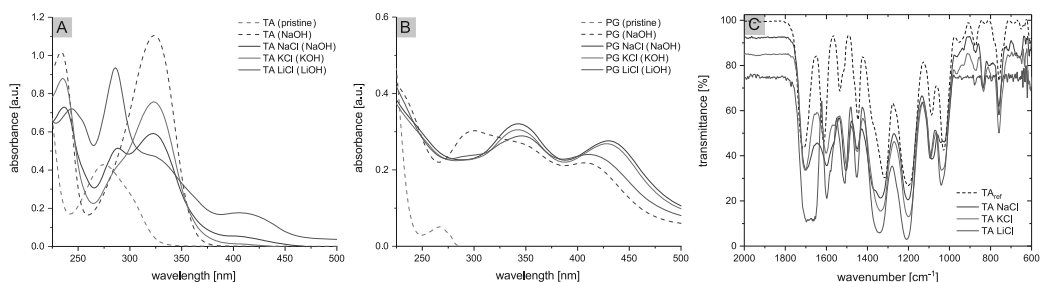 A
TA (pristine)
TA (NaOH)
TA NaCl (NaOH)
TA KCl (KOH)
TA LiCl (LiOH)
absorbance [a.u.]
1.2
1.0
0.8
0.6
0.4
0.2
0.0
250 300 350 400 450 500
wavelength [nm]
B
PG (pristine)
PG (NaOH)
PG NaCl (NaOH)
PG KCl (KOH)
PG LiCl (LiOH)
absorbance [a.u.]
0.6
0.4
0.2
0.0
250 300 350 400 450 500
wavelength [nm]
C
TAref
TA NaCl
TA KCl
TA LiCl
transmittance [%]
100
80
60
40
20
0
2000 1800 1600 1400 1200 1000 800 600
wavenumber [cm-1]